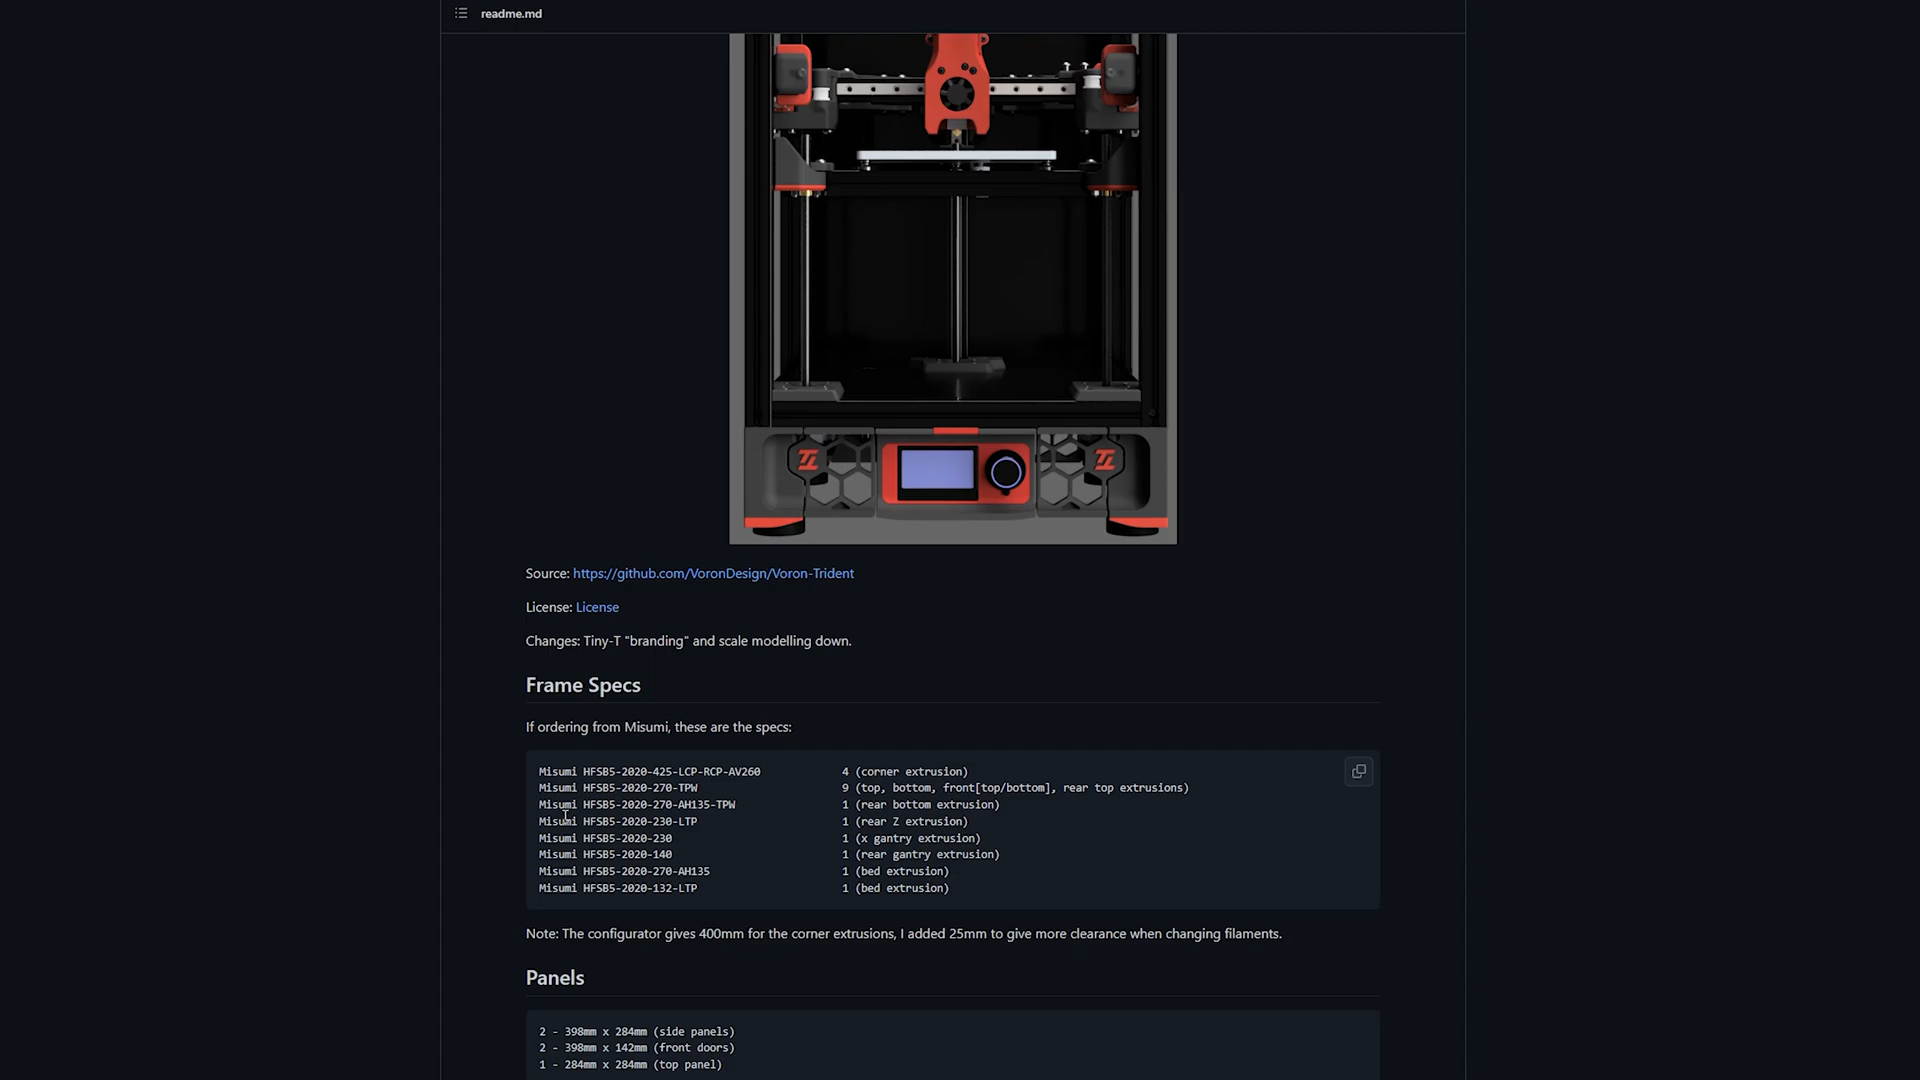 readme.md
Source: https://github.com/VoronDesign/Voron-Trident
License: License
Changes: Tiny-T "branding" and scale modelling down.
Frame Specs
If ordering from Misumi, these are the specs:
Misumi HFSB5-2020-425-LCP-RCP-AV260 4 (corner extrusion)
Misumi HFSB5-2020-270-TPW 9 (top, bottom, front[top/bottom], rear top extrusions)
Misumi HFSB5-2020-270-AH135-TPW 1 (rear bottom extrusion)
Misumi HFSB5-2020-230-LTP 1 (rear Z extrusion)
Misumi HFSB5-2020-230 1 (x gantry extrusion)
Misumi HFSB5-2020-140 1 (rear gantry extrusion)
Misumi HFSB5-2020-270-AH135 1 (bed extrusion)
Misumi HFSB5-2020-132-LTP 1 (bed extrusion)
Note: The configurator gives 400mm for the corner extrusions, I added 25mm to give more clearance when changing filaments.
Panels
2 - 398mm x 284mm (side panels)
2 - 398mm x 142mm (front doors)
1 - 284mm x 284mm (top panel)